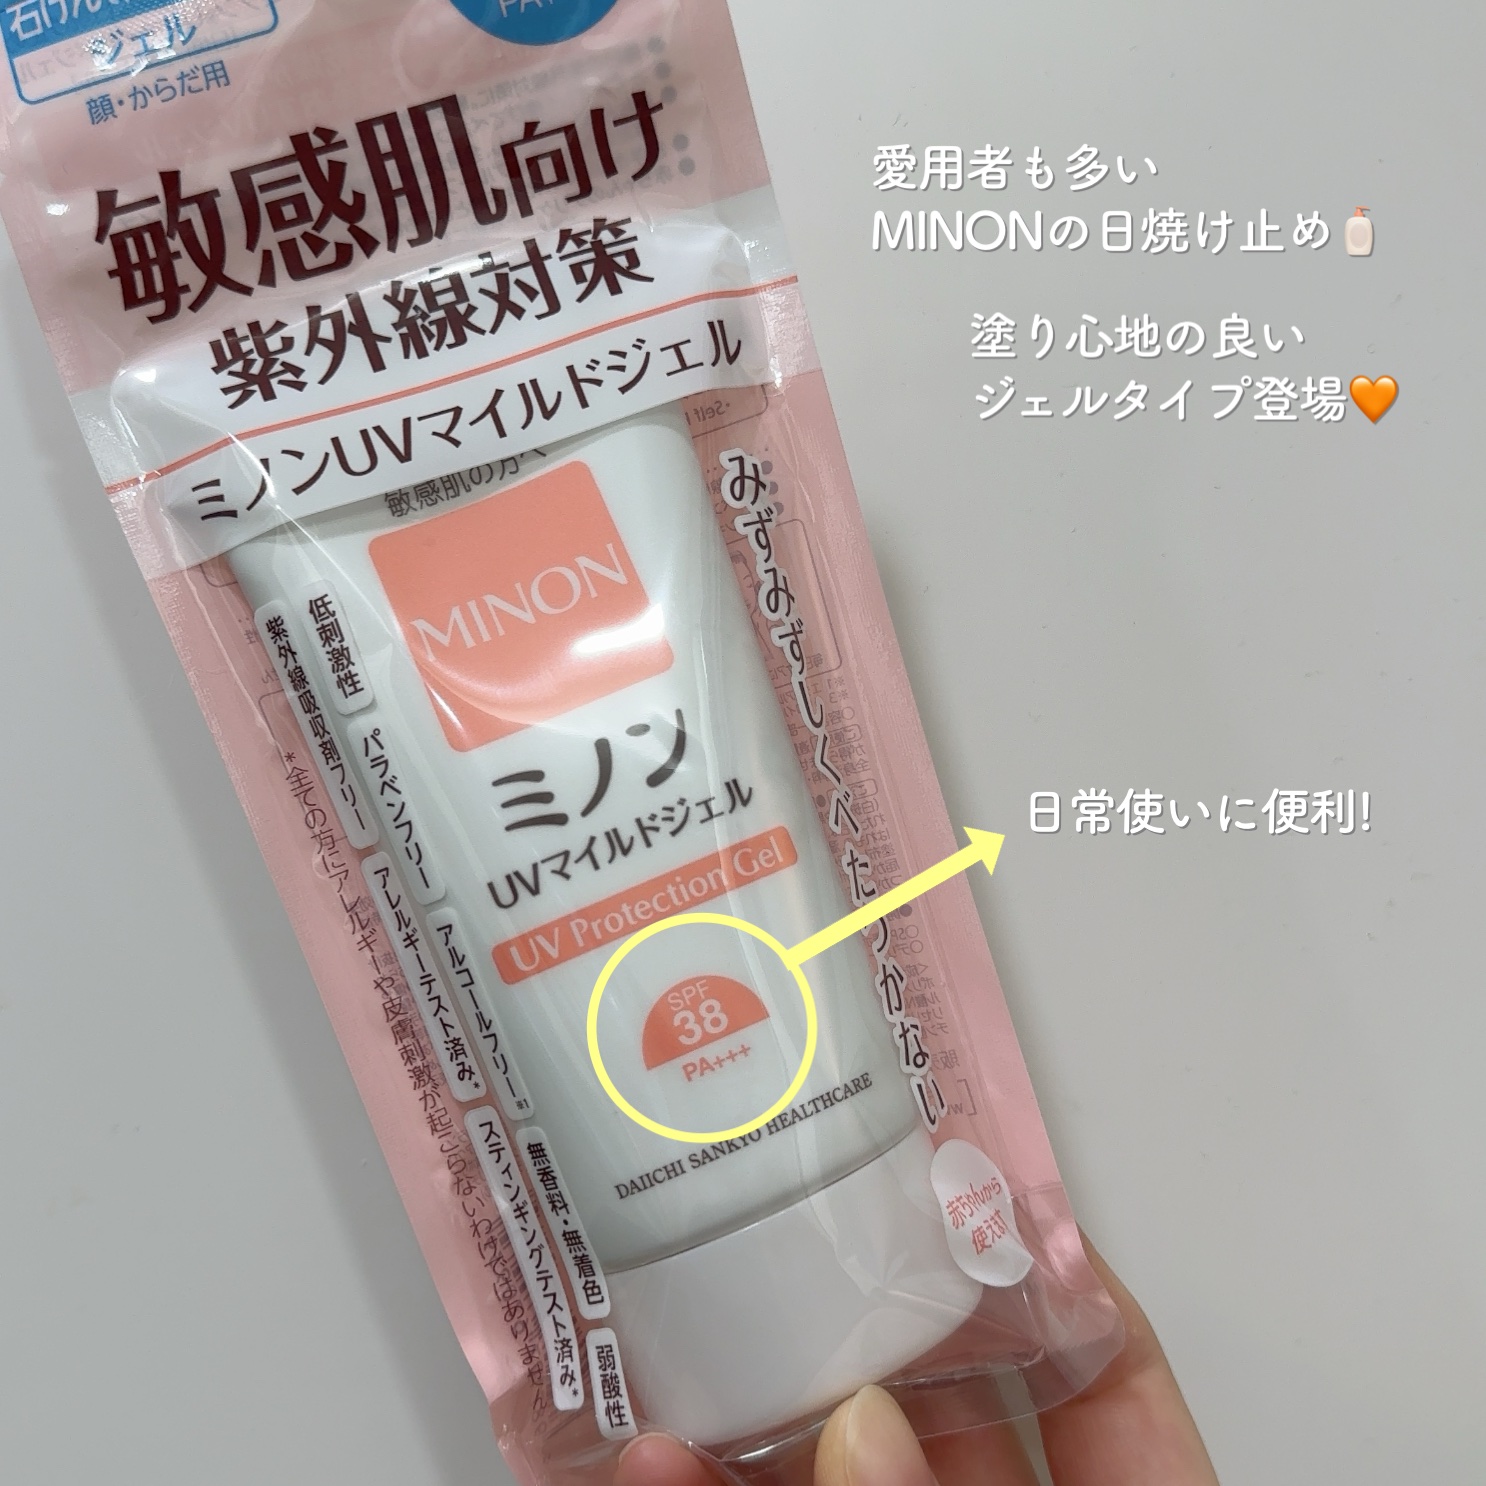 石けんで
ジェル
顔・からだ用
敏感肌向け
紫外線対策
ミノンUVマイルドジェル
敏感肌の方へ
MINON
ミノン
UVマイルドジェル
UV Protection Gel
SPF
38
PA+++
DAIICHI SANKYO HEALTHCARE
みずみずしくべたつかない
赤ちゃんから
使えます
低刺激性
紫外線吸収剤フリー
パラベンフリー
アレルギーテスト済み*
アルコールフリー※1
スティンギングテスト済み*
無香料・無着色
弱酸性
*全ての方にアレルギーや皮膚刺激が起こらないわけではありません。
愛用者も多い
MINONの日焼け止め🧴
塗り心地の良い
ジェルタイプ登場🧡
日常使いに便利!